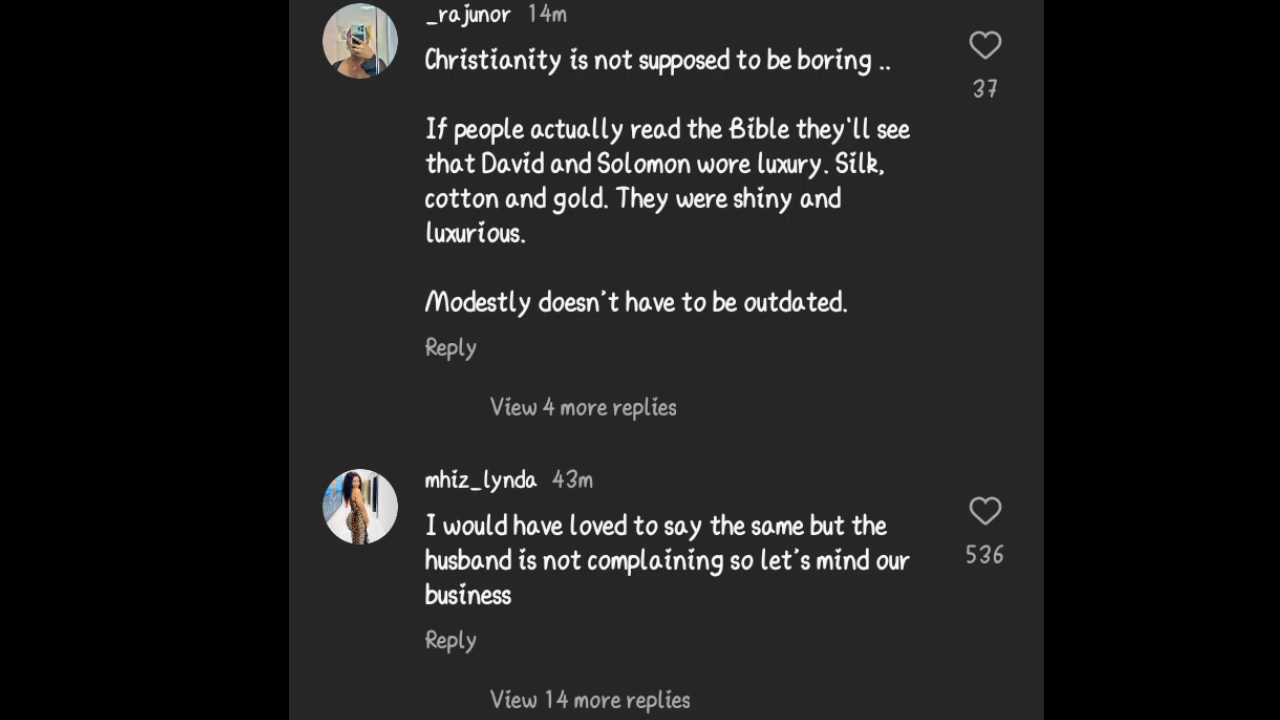 _rajunor 14m
Christianity is not supposed to be boring ..
37
If people actually read the Bible they'll see
that David and Solomon wore luxury. Silk,
cotton and gold. They were shiny and
luxurious.
Modestly doesn't have to be outdated.
Reply
View 4 more replies
mhiz_lynda 43m
I would have loved to say the same but the
husband is not complaining so let's mind our
536
business
Reply
View 14 more replies